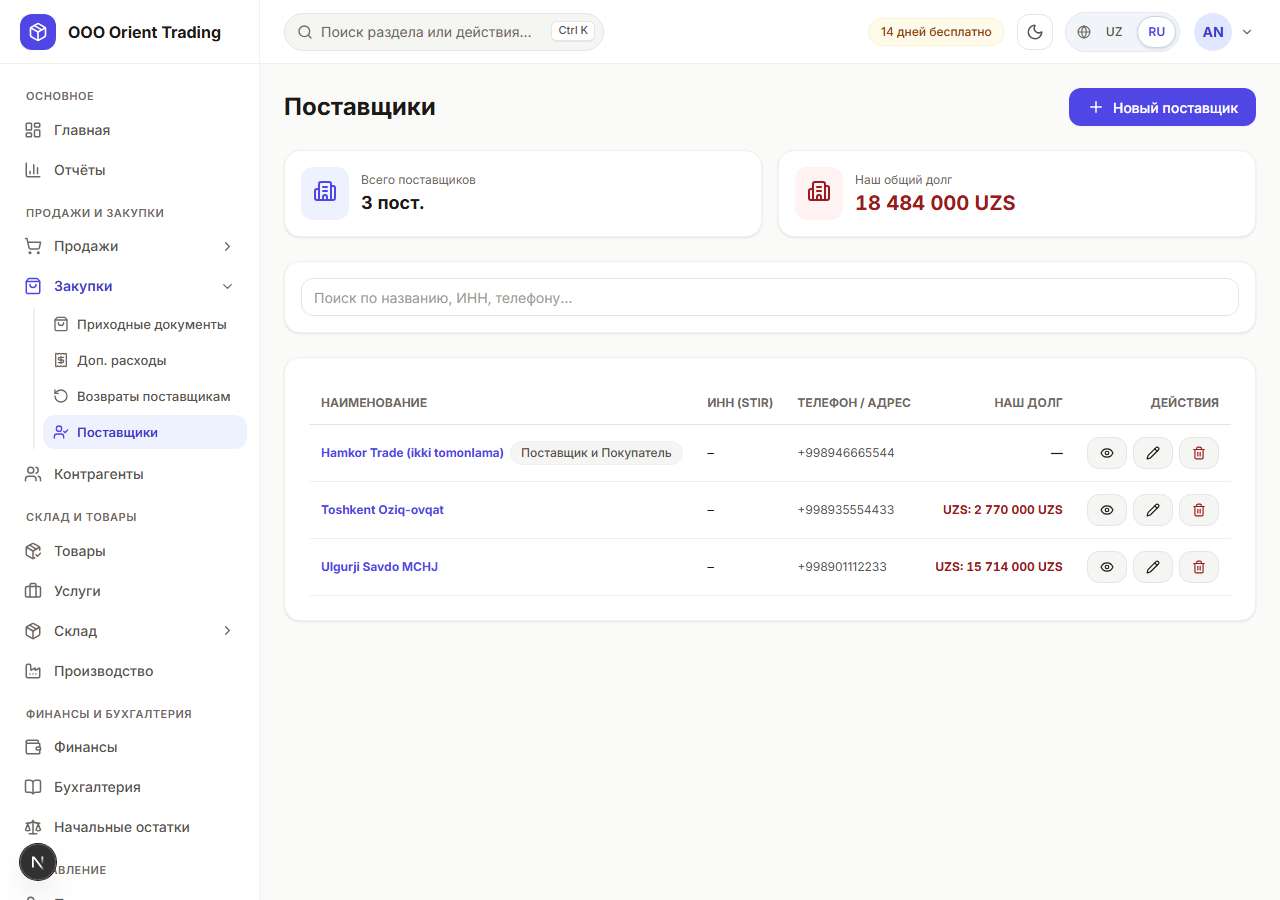 OOO Orient Trading
Поиск раздела или действия...
Ctrl K
14 дней бесплатно
UZ
RU
AN
ОСНОВНОЕ
Главная
Отчёты
ПРОДАЖИ И ЗАКУПКИ
Продажи
Закупки
Приходные документы
Доп. расходы
Возвраты поставщикам
Поставщики
Контрагенты
СКЛАД И ТОВАРЫ
Товары
Услуги
Склад
Производство
ФИНАНСЫ И БУХГАЛТЕРИЯ
Финансы
Бухгалтерия
Начальные остатки
N
Поставщики
Новый поставщик
Всего поставщиков
3 пост.
Наш общий долг
18 484 000 UZS
Поиск по названию, ИНН, телефону...
НАИМЕНОВАНИЕ ИНН (STIR) ТЕЛЕФОН / АДРЕС НАШ ДОЛГ ДЕЙСТВИЯ
Hamkor Trade (ikki tomonlama) Поставщик и Покупатель – +998946665544 —
Toshkent Oziq-ovqat – +998935554433 UZS: 2 770 000 UZS
Ulgurji Savdo MCHJ – +998901112233 UZS: 15 714 000 UZS